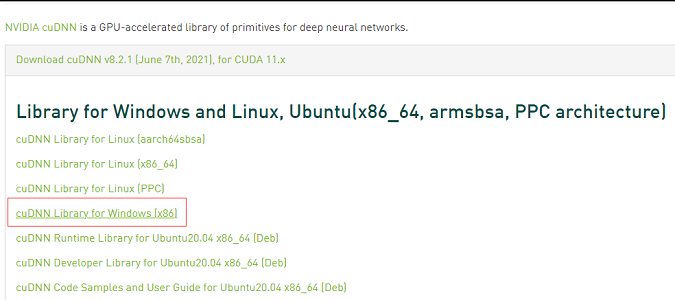 NVIDIA cuDNN is a GPU-accelerated library of primitives for deep neural networks.
Download cuDNN v8.2.1 (June 7th, 2021), for CUDA 11.x
Library for Windows and Linux, Ubuntu(x86_64, armsbsa, PPC architecture)
cuDNN Library for Linux (aarch64sbsa)
cuDNN Library for Linux (x86_64)
cuDNN Library for Linux (PPC)
cuDNN Library for Windows (x86)
cuDNN Runtime Library for Ubuntu20.04 x86_64 (Deb)
cuDNN Developer Library for Ubuntu20.04 x86_64 (Deb)
cuDNN Code Samples and User Guide for Ubuntu20.04 x86_64 (Deb)